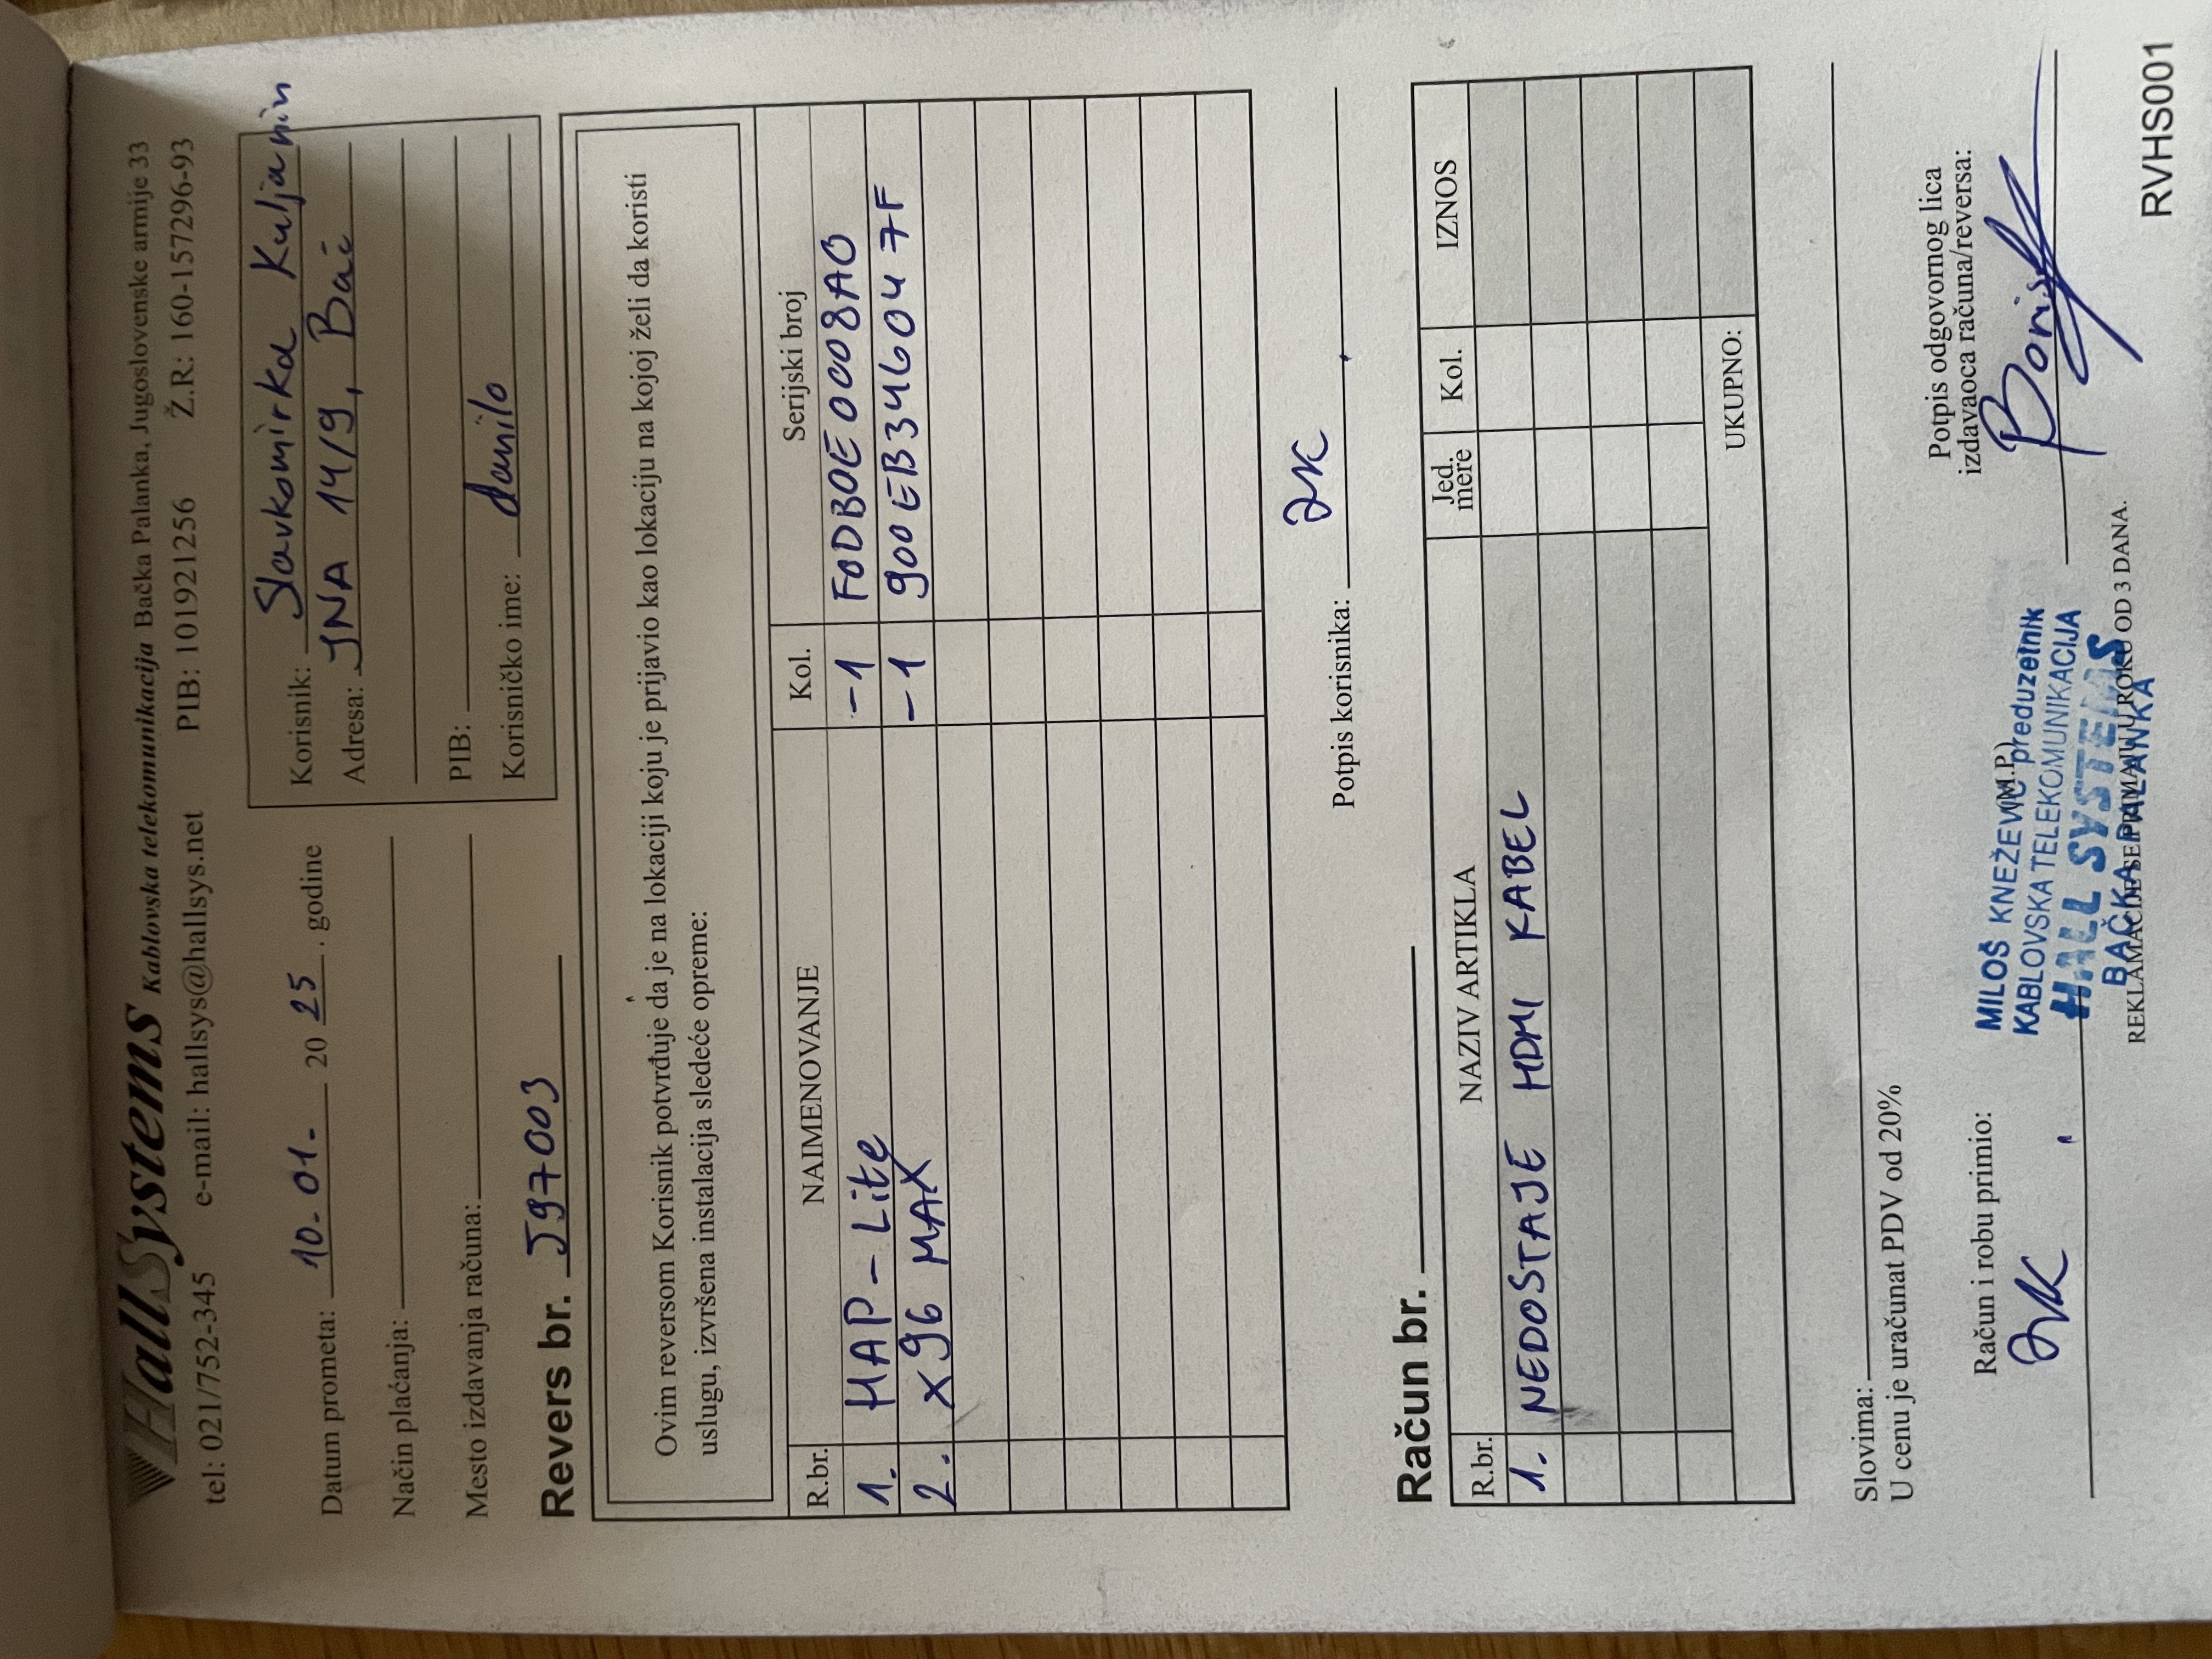 HallSystems Kablovska telekomunikacija Bačka Palanka, Jugoslovenske armije 33
tel: 021/752-345 e-mail: hallsys@hallsys.net PIB: 101921256 Ž.R.: 160-157296-93
Datum prometa: 10.01. 20 25. godine
Način plaćanja:
Mesto izdavanja računa:
Korisnik: Slavkomirka Kuljanin
Adresa: JNA 14/9, Bač
PIB:
Korisničko ime: danilo
Revers br. J97003
Ovim reversom Korisnik potvrđuje da je na lokaciji koju je prijavio kao lokaciju na kojoj želi da koristi
uslugu, izvršena instalacija sledeće opreme:
R.br. NAIMENOVANJE Kol. Serijski broj
1. HAP-Lite -1 FODBOE0008A0
2. X96 MAX -1 900EB3460447F
Potpis korisnika: JK
Račun br.
R.br. NAZIV ARTIKLA Jed. mere Kol. IZNOS
1. NEDOSTAJE HDMI KABEL
UKUPNO:
Slovima:
U cenu je uračunat PDV od 20%
Račun i robu primio:
JK
(M.P.)
MILOŠ KNEŽEVIĆ preduzetnik
KABLOVSKA TELEKOMUNIKACIJA
HALL SYSTEMS
BAČKA PALANKA
Potpis odgovornog lica
izdavaoca računa/reversa:
Boris
REKLAMACIJE SE PRIMAJU U ROKU OD 3 DANA.
RVHS001